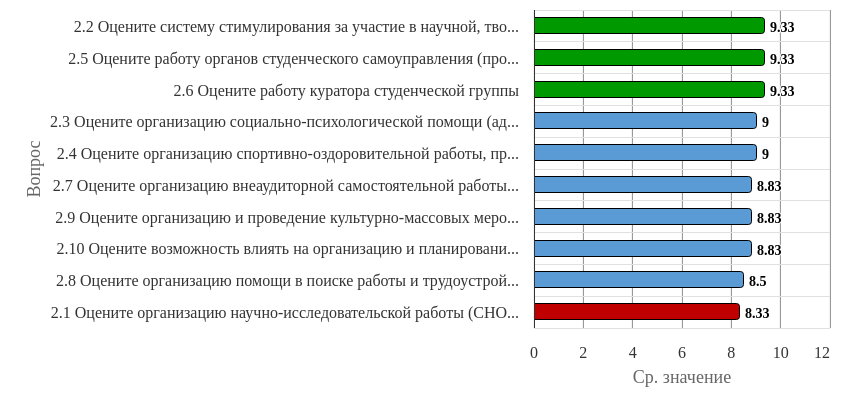 2.2 Оцените систему стимулирования за участие в научной, тво... 9.33
2.5 Оцените работу органов студенческого самоуправления (про... 9.33
2.6 Оцените работу куратора студенческой группы 9.33
2.3 Оцените организацию социально-психологической помощи (ад... 9
2.4 Оцените организацию спортивно-оздоровительной работы, пр... 9
2.7 Оцените организацию внеаудиторной самостоятельной работы... 8.83
2.9 Оцените организацию и проведение культурно-массовых меро... 8.83
2.10 Оцените возможность влиять на организацию и планировани... 8.83
2.8 Оцените организацию помощи в поиске работы и трудоустрой... 8.5
2.1 Оцените организацию научно-исследовательской работы (СНО... 8.33
Вопрос
0 2 4 6 8 10 12
Ср. значение